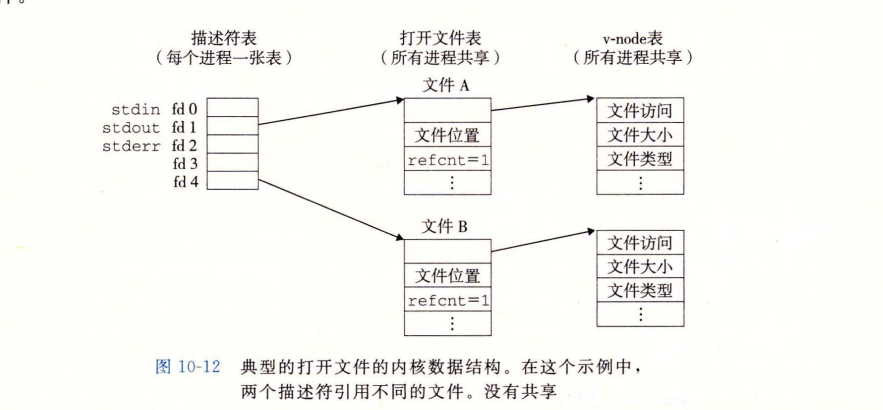 描述符表
(每个进程一张表)
打开文件表
(所有进程共享)
v-node表
(所有进程共享)
文件 A
stdin fd 0
stdout fd 1
stderr fd 2
fd 3
fd 4
文件位置
refcnt=1
⋮
文件访问
文件大小
文件类型
⋮
文件 B
文件位置
refcnt=1
⋮
文件访问
文件大小
文件类型
⋮
图 10-12 典型的打开文件的内核数据结构。在这个示例中，
两个描述符引用不同的文件。没有共享